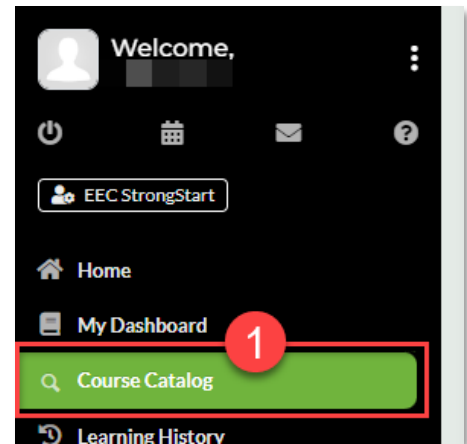 Welcome,
EEC StrongStart
Home
My Dashboard
1
Course Catalog
Learning History